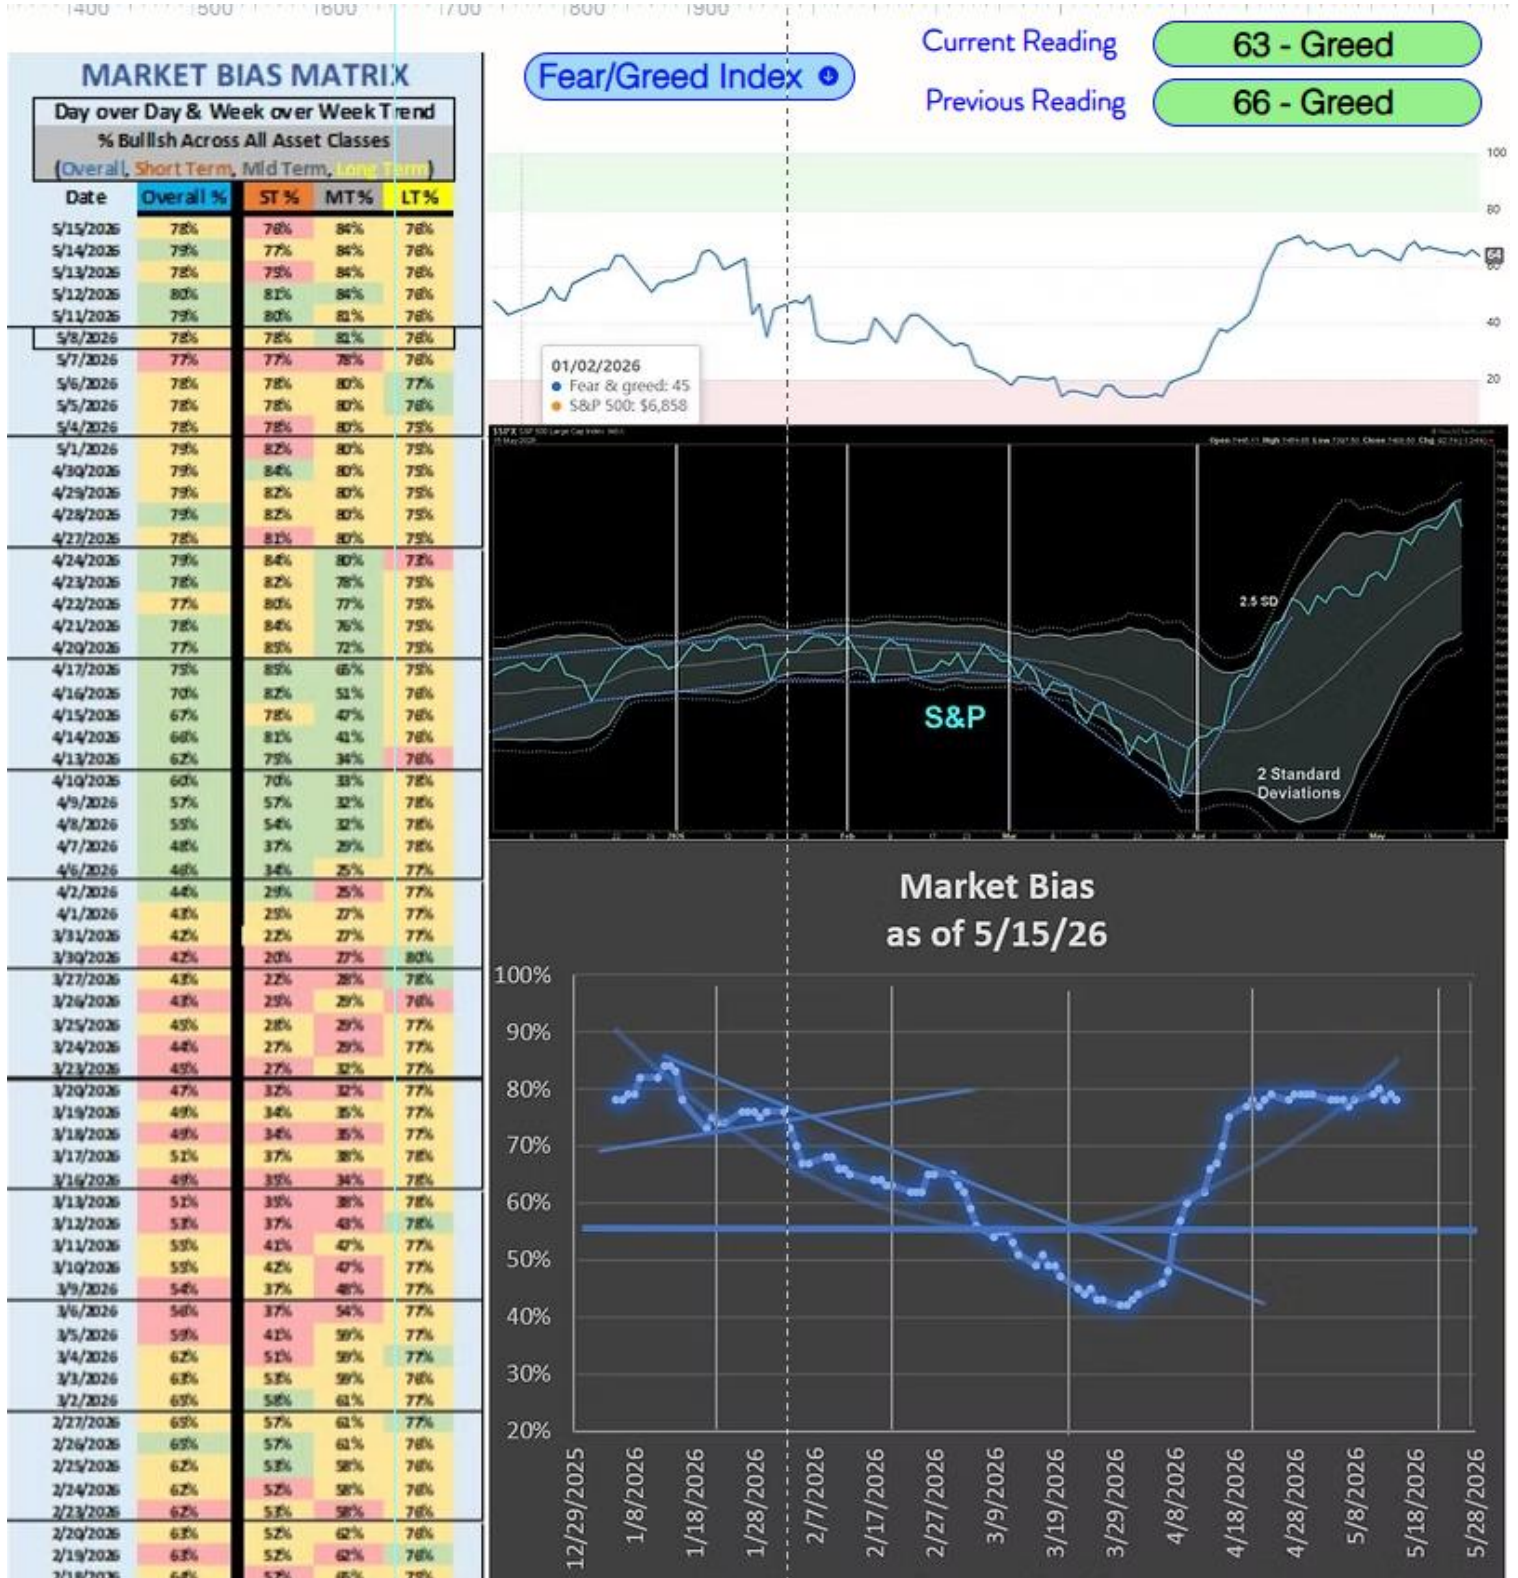 400 500 600 700 800 900
MARKET BIAS MATRIX
Day over Day & Week over Week Trend
% Bullish Across All Asset Classes
(Overall, Short Term, Mid Term, Long Term)
Date Overall % ST % MT% LT%
5/15/2026 78% 76% 84% 76%
5/14/2026 79% 77% 84% 76%
5/13/2026 78% 75% 84% 76%
5/12/2026 80% 81% 84% 76%
5/11/2026 79% 80% 81% 76%
5/8/2026 78% 78% 81% 76%
5/7/2026 77% 77% 78% 76%
5/6/2026 78% 78% 80% 77%
5/5/2026 78% 78% 80% 76%
5/4/2026 78% 78% 80% 75%
5/1/2026 79% 82% 80% 75%
4/30/2026 79% 84% 80% 75%
4/29/2026 79% 82% 80% 75%
4/28/2026 79% 82% 80% 75%
4/27/2026 78% 81% 80% 75%
4/24/2026 79% 84% 80% 73%
4/23/2026 78% 82% 78% 75%
4/22/2026 77% 80% 77% 75%
4/21/2026 78% 84% 76% 75%
4/20/2026 77% 85% 72% 75%
4/17/2026 75% 85% 65% 75%
4/16/2026 70% 82% 51% 76%
4/15/2026 67% 78% 47% 76%
4/14/2026 66% 81% 41% 76%
4/13/2026 62% 75% 34% 76%
4/10/2026 60% 70% 33% 78%
4/9/2026 57% 57% 32% 78%
4/8/2026 55% 54% 32% 78%
4/7/2026 48% 37% 29% 78%
4/6/2026 46% 34% 25% 77%
4/2/2026 44% 29% 25% 77%
4/1/2026 43% 25% 27% 77%
3/31/2026 42% 22% 27% 77%
3/30/2026 42% 20% 27% 80%
3/27/2026 43% 22% 28% 78%
3/26/2026 43% 25% 29% 76%
3/25/2026 45% 28% 29% 77%
3/24/2026 44% 27% 29% 77%
3/23/2026 45% 27% 32% 77%
3/20/2026 47% 32% 32% 77%
3/19/2026 49% 34% 35% 77%
3/18/2026 49% 34% 35% 77%
3/17/2026 51% 37% 38% 78%
3/16/2026 49% 35% 34% 78%
3/13/2026 51% 35% 38% 78%
3/12/2026 53% 37% 43% 78%
3/11/2026 55% 41% 47% 77%
3/10/2026 55% 42% 47% 77%
3/9/2026 54% 37% 48% 77%
3/6/2026 56% 37% 54% 77%
3/5/2026 59% 41% 59% 77%
3/4/2026 62% 51% 59% 77%
3/3/2026 63% 53% 59% 76%
3/2/2026 65% 58% 61% 77%
2/27/2026 65% 57% 61% 77%
2/26/2026 65% 57% 61% 76%
2/25/2026 62% 53% 58% 76%
2/24/2026 62% 52% 58% 76%
2/23/2026 62% 53% 58% 76%
2/20/2026 63% 52% 62% 76%
2/19/2026 63% 52% 62% 76%
Fear/Greed Index
Current Reading 63 - Greed
Previous Reading 66 - Greed
100
80
64
60
40
20
01/02/2026
Fear & greed: 45
S&P 500: $6,858
2.5 SD
S&P
2 Standard
Deviations
2026 Feb Mar Apr May
Market Bias
as of 5/15/26
100%
90%
80%
70%
60%
50%
40%
30%
20%
12/29/2025 1/8/2026 1/18/2026 1/28/2026 2/7/2026 2/17/2026 2/27/2026 3/9/2026 3/19/2026 3/29/2026 4/8/2026 4/18/2026 4/28/2026 5/8/2026 5/18/2026 5/28/2026